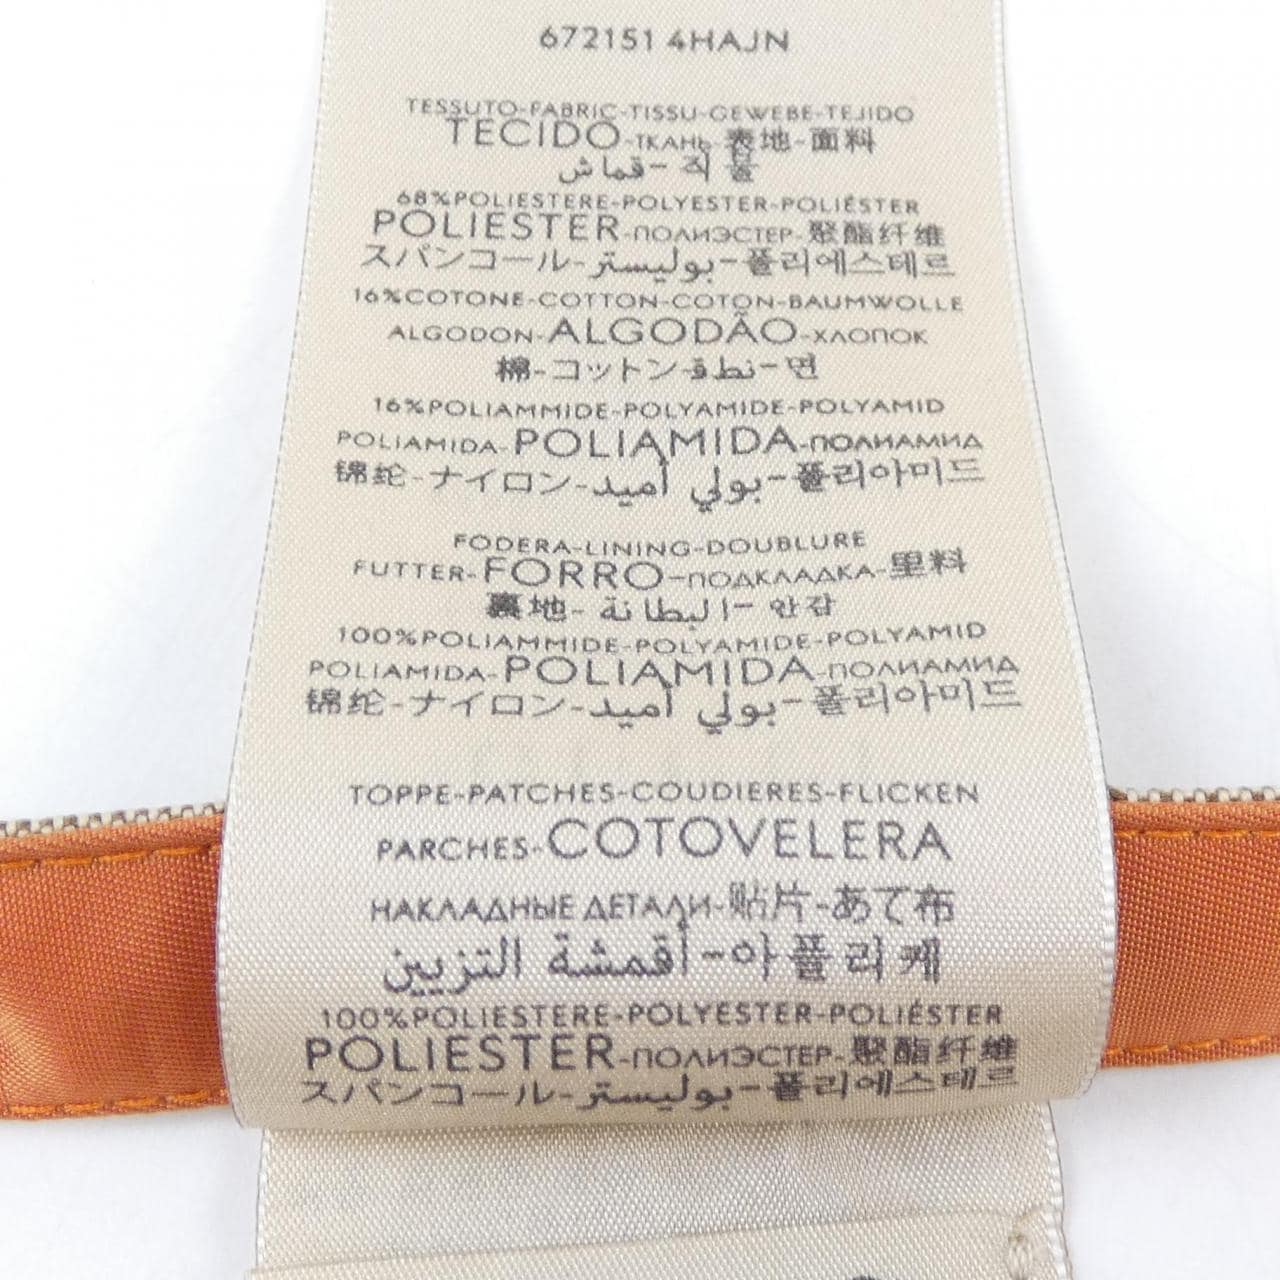 672151 4HAJN
TESSUTO-FABRIC-TISSU-GEWEBE-TEJIDO
TECIDO-ТКАНЬ-表地-面料
قماش-직물
68%POLIESTERE-POLYESTER-POLIÉSTER
POLIESTER-ПОЛИЭСТЕР-聚酯纤维
スパンコール-بوليستر-폴리에스테르
16%COTONE-COTTON-COTON-BAUMWOLLE
ALGODON-ALGODÃO-ХЛОПОК
棉-コットン-قطن-면
16%POLIAMMIDE-POLYAMIDE-POLYAMID
POLIAMIDA-POLIAMIDA-ПОЛИАМИД
锦纶-ナイロン-بولي أميد-폴리아미드
FODERA-LINING-DOUBLURE
FUTTER-FORRO-ПОДКЛАДКА-里料
裏地-البطانة-안감
100%POLIAMMIDE-POLYAMIDE-POLYAMID
POLIAMIDA-POLIAMIDA-ПОЛИАМИД
锦纶-ナイロン-بولي أميد-폴리아미드
TOPPE-PATCHES-COUDIERES-FLICKEN
PARCHES-COTOVELERA
НАКЛАДНЫЕ ДЕТАЛИ-贴片-あて布
أقمشة التزيين-아플리케
100%POLIESTERE-POLYESTER-POLIÉSTER
POLIESTER-ПОЛИЭСТЕР-聚酯纤维
スパンコール-بوليستر-폴리에스테르